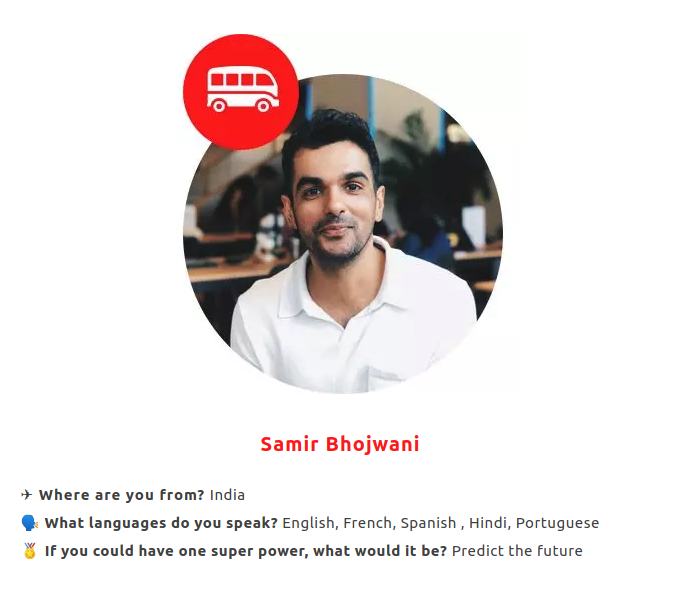 Samir Bhojwani
✈ Where are you from? India
🗣 What languages do you speak? English, French, Spanish , Hindi, Portuguese
🏅 If you could have one super power, what would it be? Predict the future